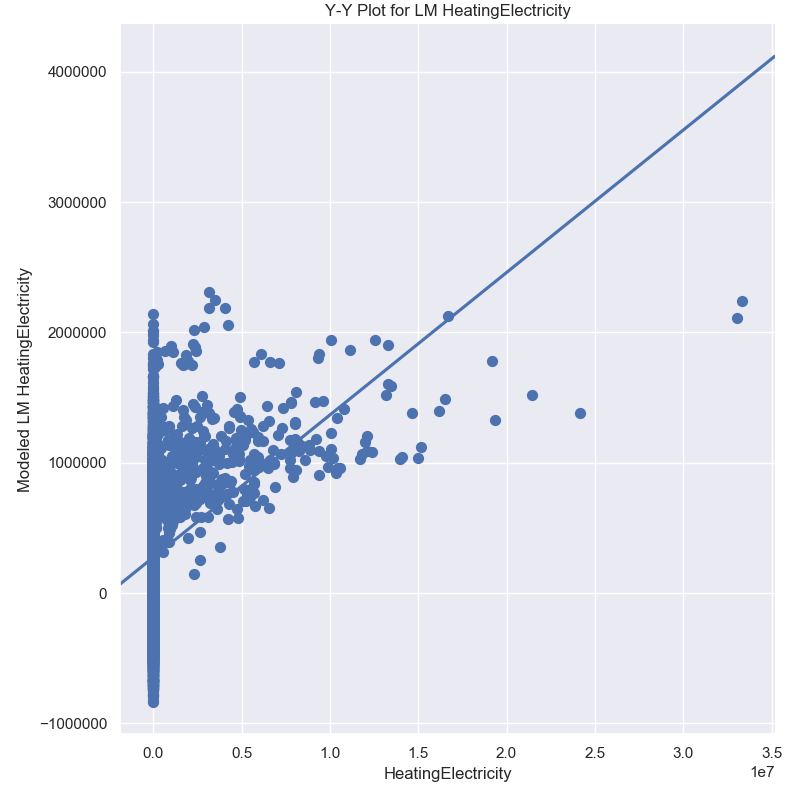 Y-Y Plot for LM HeatingElectricity
4000000
3000000
2000000
1000000
0
−1000000
Modeled LM HeatingElectricity
0.0 0.5 1.0 1.5 2.0 2.5 3.0 3.5
1e7
HeatingElectricity